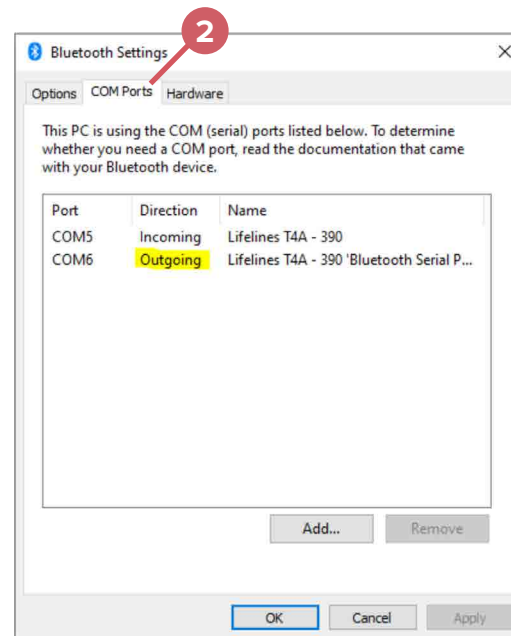 2
Bluetooth Settings
Options COM Ports Hardware
This PC is using the COM (serial) ports listed below. To determine
whether you need a COM port, read the documentation that came
with your Bluetooth device.
Port Direction Name
COM5 Incoming Lifelines T4A - 390
COM6 Outgoing Lifelines T4A - 390 'Bluetooth Serial P...
Add... Remove
OK Cancel Apply